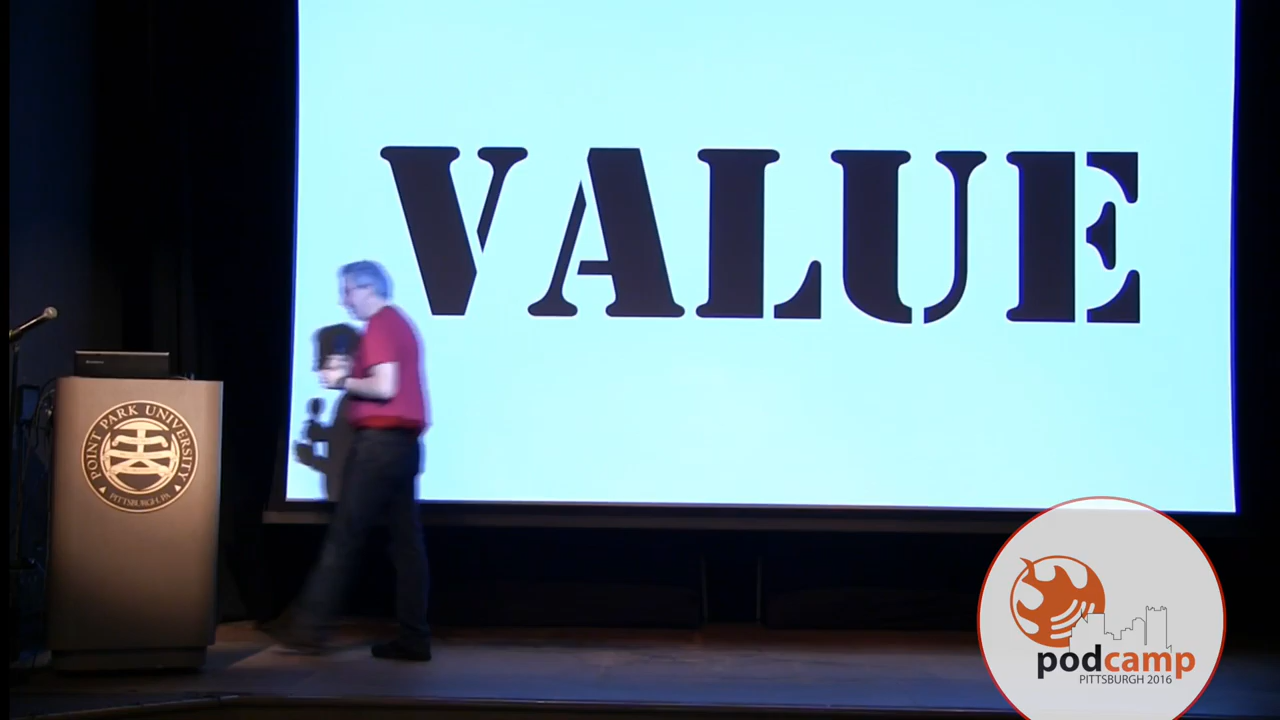 VALUE
POINT PARK UNIVERSITY
PITTSBURGH, PA
podcamp
PITTSBURGH 2016